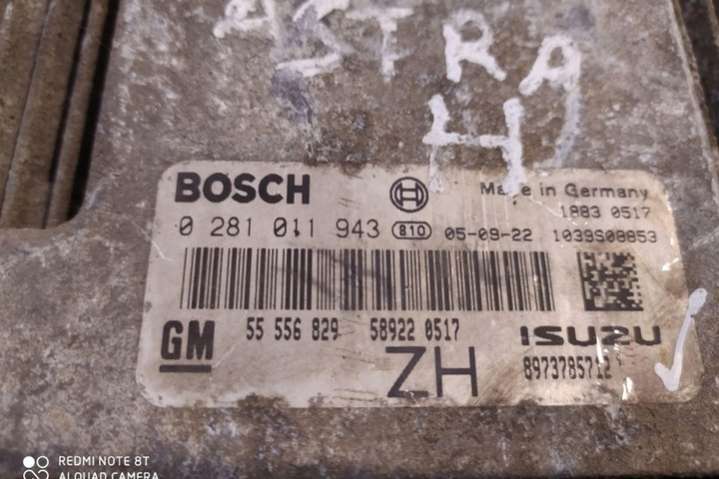 ASTRA
H
BOSCH
Made in Germany
1883 0517
0 281 011 943 810 05-09-22 1039S08853
GM
55 556 829 58922 0517
ISUZU
ZH
8973785712
REDMI NOTE 8T
AI QUAD CAMERA